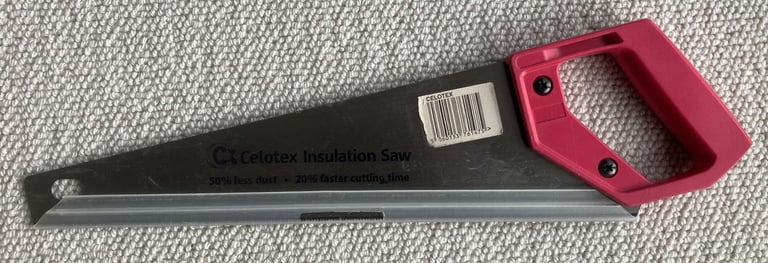 CELOTEX
Celotex Insulation Saw
50% less dust • 20% faster cutting time